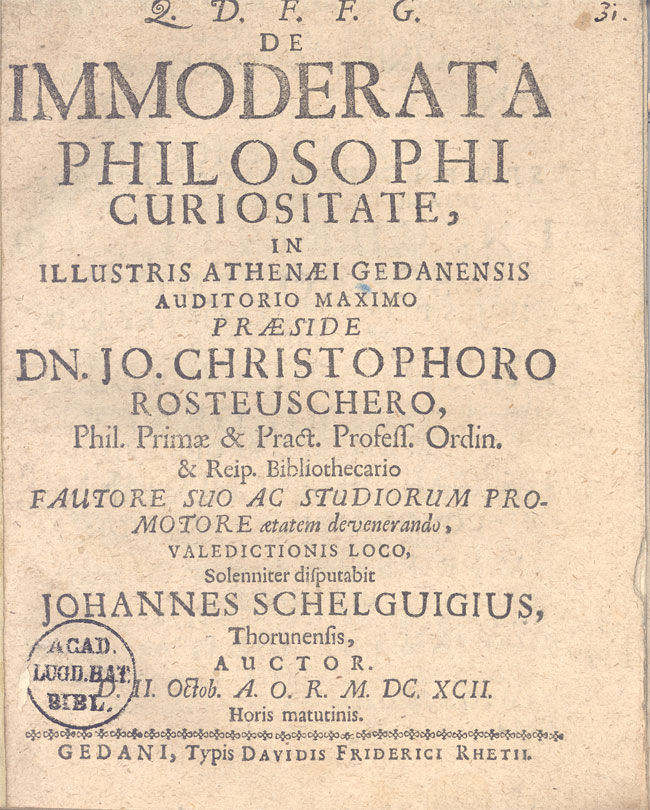 Q. D. F. F. G.
31.
DE
IMMODERATA
PHILOSOPHI
CURIOSITATE,
IN
ILLUSTRIS ATHENÆI GEDANENSIS
AUDITORIO MAXIMO
PRÆSIDE
DN. JO. CHRISTOPHORO
ROSTEUSCHERO,
Phil. Primæ & Pract. Profeſſ. Ordin.
& Reip. Bibliothecario
FAUTORE SUO AC STUDIORUM PRO-
MOTORE ætatem devenerando,
VALEDICTIONIS LOCO,
Solenniter diſputabit
JOHANNES SCHELGUIGIUS,
Thorunenſis,
AUCTOR.
D. II. Octob. A. O. R. M. DC. XCII.
Horis matutinis.
GEDANI, Typis DAVIDIS FRIDERICI RHETII.
ACAD.
LUGD. BAT.
BIBL.